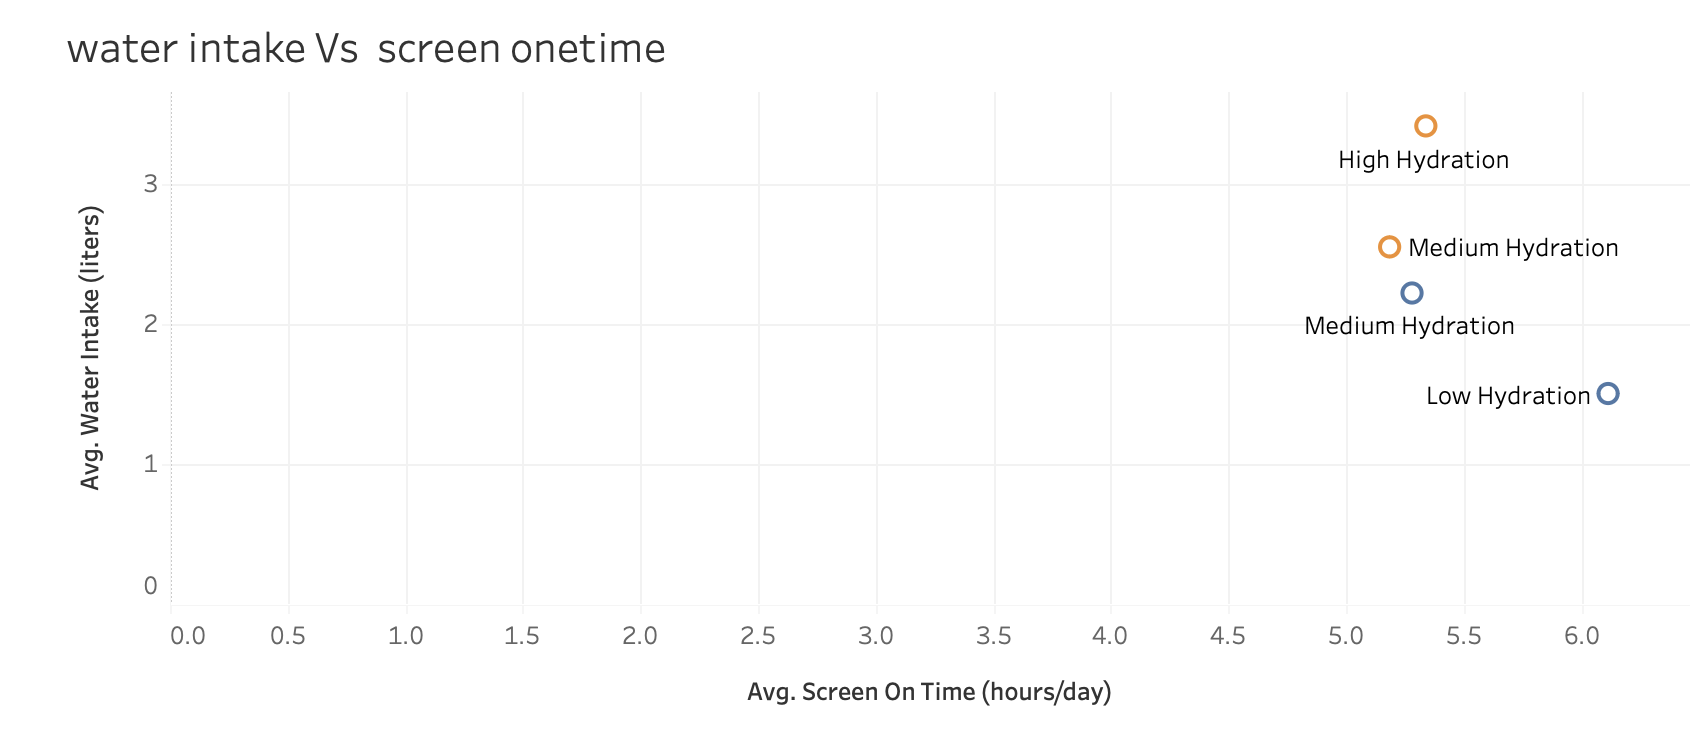 water intake Vs  screen onetime
High Hydration
3
Medium Hydration
2
Medium Hydration
Low Hydration
1
0
Avg. Water Intake (liters)
0.0 0.5 1.0 1.5 2.0 2.5 3.0 3.5 4.0 4.5 5.0 5.5 6.0
Avg. Screen On Time (hours/day)